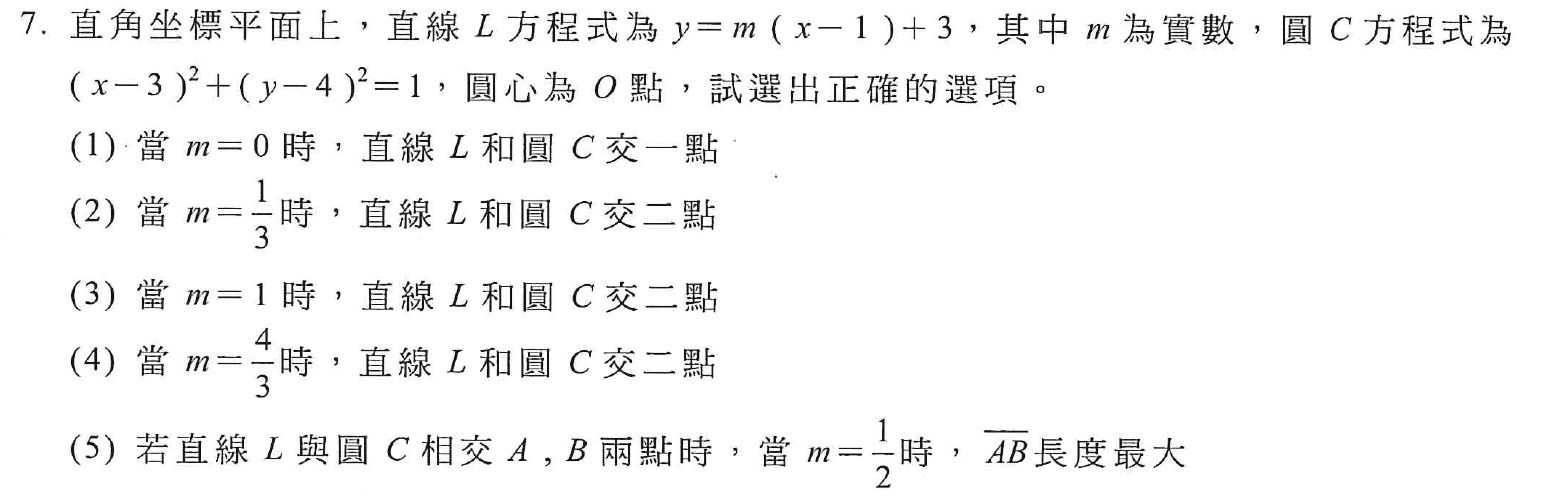 7. 直角坐標平面上，直線 L 方程式為 y＝m（x－1）+3，其中 m 為實數，圓 C 方程式為
(x－3)²＋(y－4)²＝1，圓心為 O 點，試選出正確的選項。
(1) 當 m＝0 時，直線 L 和圓 C 交一點
(2) 當 m＝1/3 時，直線 L 和圓 C 交二點
(3) 當 m＝1 時，直線 L 和圓 C 交二點
(4) 當 m＝4/3 時，直線 L 和圓 C 交二點
(5) 若直線 L 與圓 C 相交 A , B 兩點時，當 m＝1/2 時，A̅B̅ 長度最大